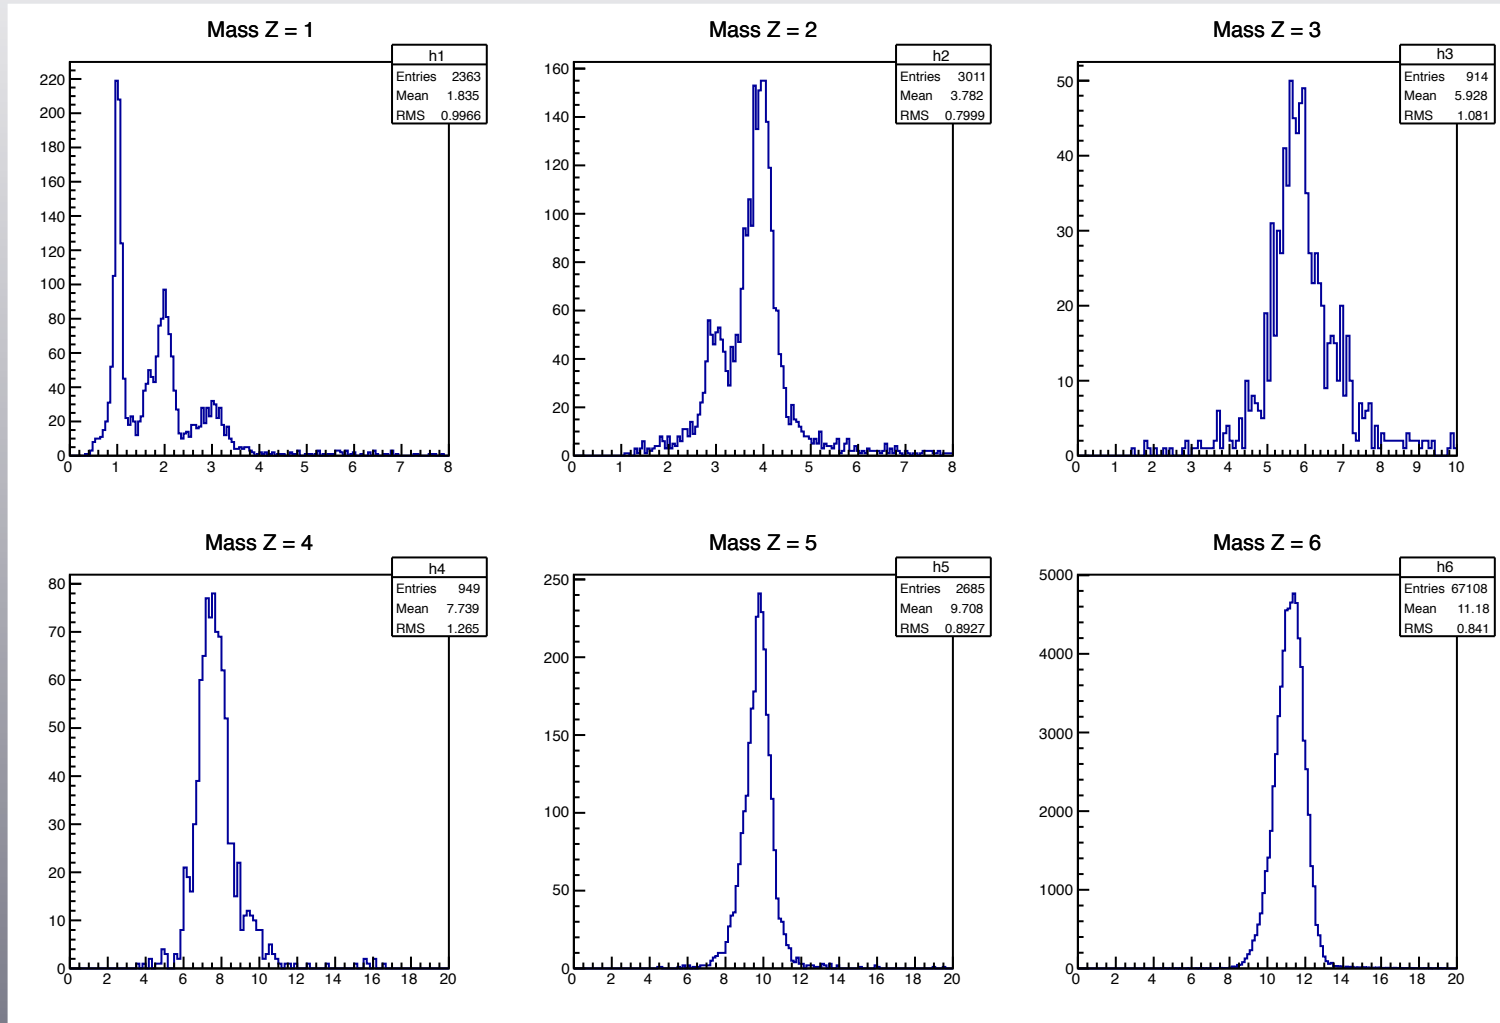 Mass Z = 1
h1
Entries 2363
Mean 1.835
RMS 0.9966
220
200
180
160
140
120
100
80
60
40
20
0
0 1 2 3 4 5 6 7 8
Mass Z = 2
h2
Entries 3011
Mean 3.782
RMS 0.7999
160
140
120
100
80
60
40
20
0
0 1 2 3 4 5 6 7 8
Mass Z = 3
h3
Entries 914
Mean 5.928
RMS 1.081
50
40
30
20
10
0
0 1 2 3 4 5 6 7 8 9 10
Mass Z = 4
h4
Entries 949
Mean 7.739
RMS 1.265
80
70
60
50
40
30
20
10
0
0 2 4 6 8 10 12 14 16 18 20
Mass Z = 5
h5
Entries 2685
Mean 9.708
RMS 0.8927
250
200
150
100
50
0
0 2 4 6 8 10 12 14 16 18 20
Mass Z = 6
h6
Entries 67108
Mean 11.18
RMS 0.841
5000
4000
3000
2000
1000
0
0 2 4 6 8 10 12 14 16 18 20